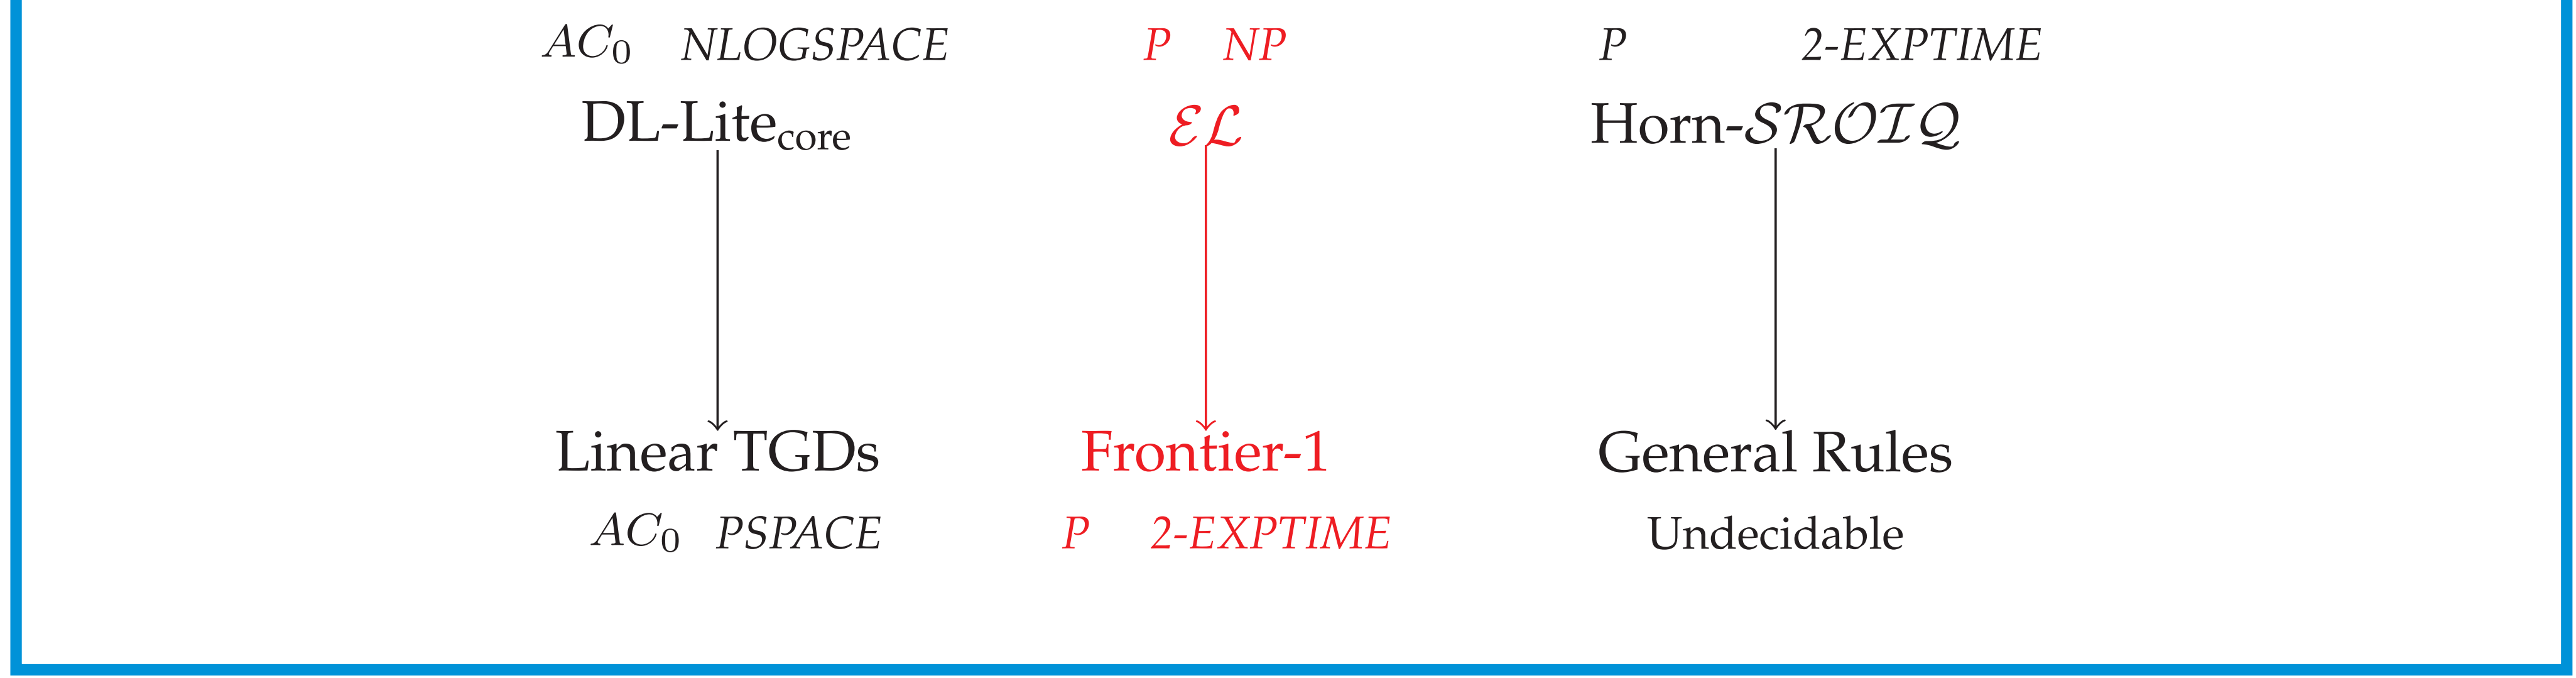 AC₀ NLOGSPACE P NP P 2-EXPTIME
DL-Lite_core ℰℒ Horn-𝒮ℛ𝒪ℐ𝒬
Linear TGDs Frontier-1 General Rules
AC₀ PSPACE P 2-EXPTIME Undecidable